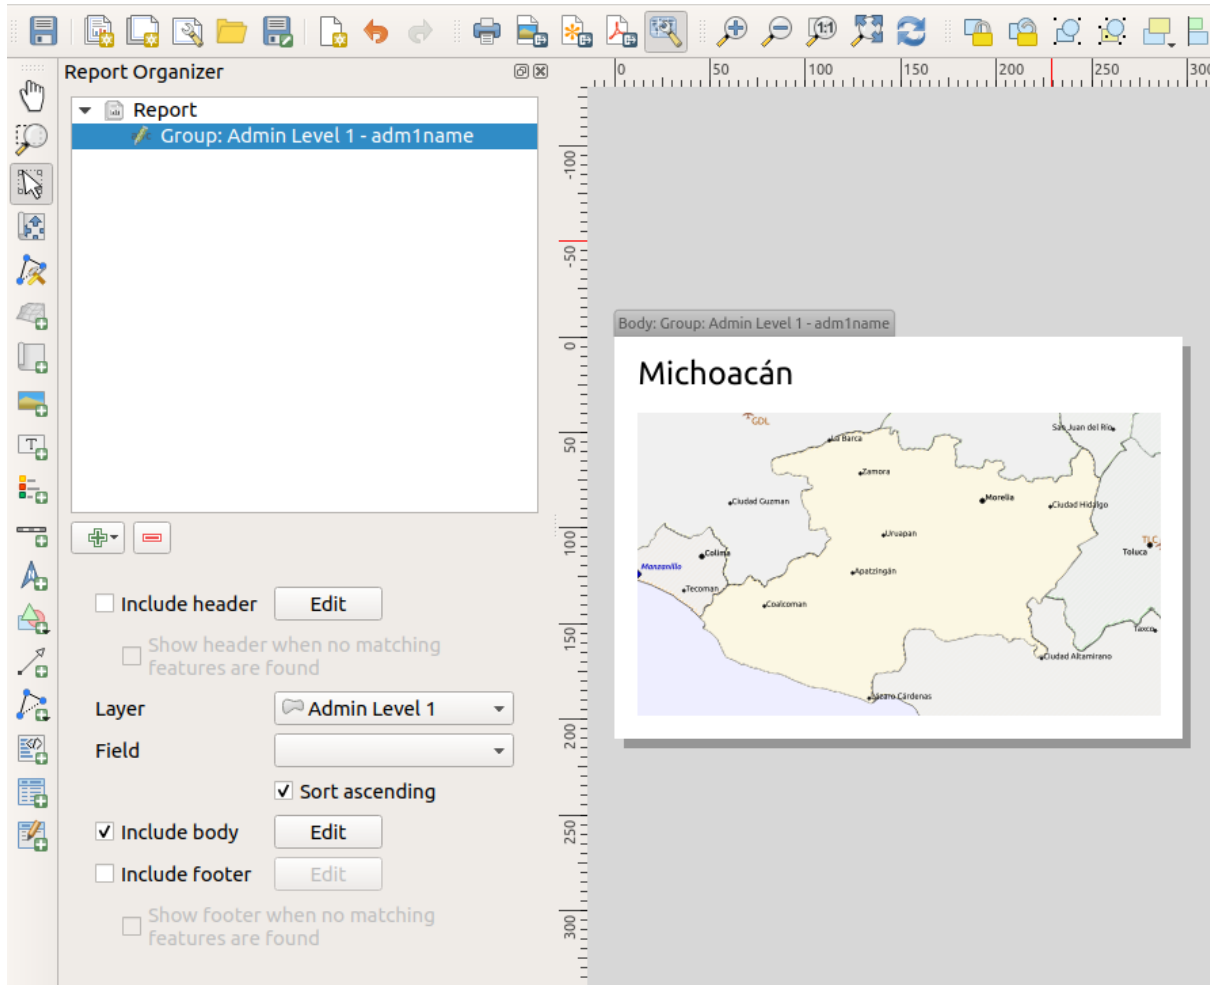 1:1
Report Organizer
Report
Group: Admin Level 1 - adm1name
Include header
Edit
Show header when no matching
features are found
Layer
Admin Level 1
Field
Sort ascending
Include body
Edit
Include footer
Edit
Show footer when no matching
features are found
0
50
100
150
200
250
300
-100
-50
0
50
100
150
200
250
300
Body: Group: Admin Level 1 - adm1name
Michoacán
GDL
La Barca
San Juan del Río
Zamora
Ciudad Guzman
Morelia
Ciudad Hidalgo
Uruapan
TLC
Colima
Toluca
Manzanillo
Apatzingán
Tecoman
Coalcoman
Taxco
Ciudad Altamirano
Lázaro Cárdenas